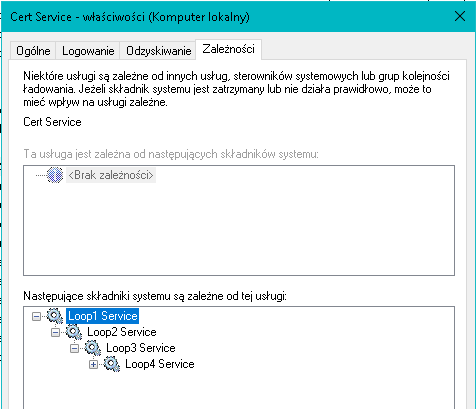 Cert Service - właściwości (Komputer lokalny)
Ogólne Logowanie Odzyskiwanie Zależności
Niektóre usługi są zależne od innych usług, sterowników systemowych lub grup kolejności
ładowania. Jeżeli składnik systemu jest zatrzymany lub nie działa prawidłowo, może to
mieć wpływ na usługi zależne.
Cert Service
Ta usługa jest zależna od następujących składników systemu:
<Brak zależności>
Następujące składniki systemu są zależne od tej usługi:
Loop1 Service
Loop2 Service
Loop3 Service
Loop4 Service